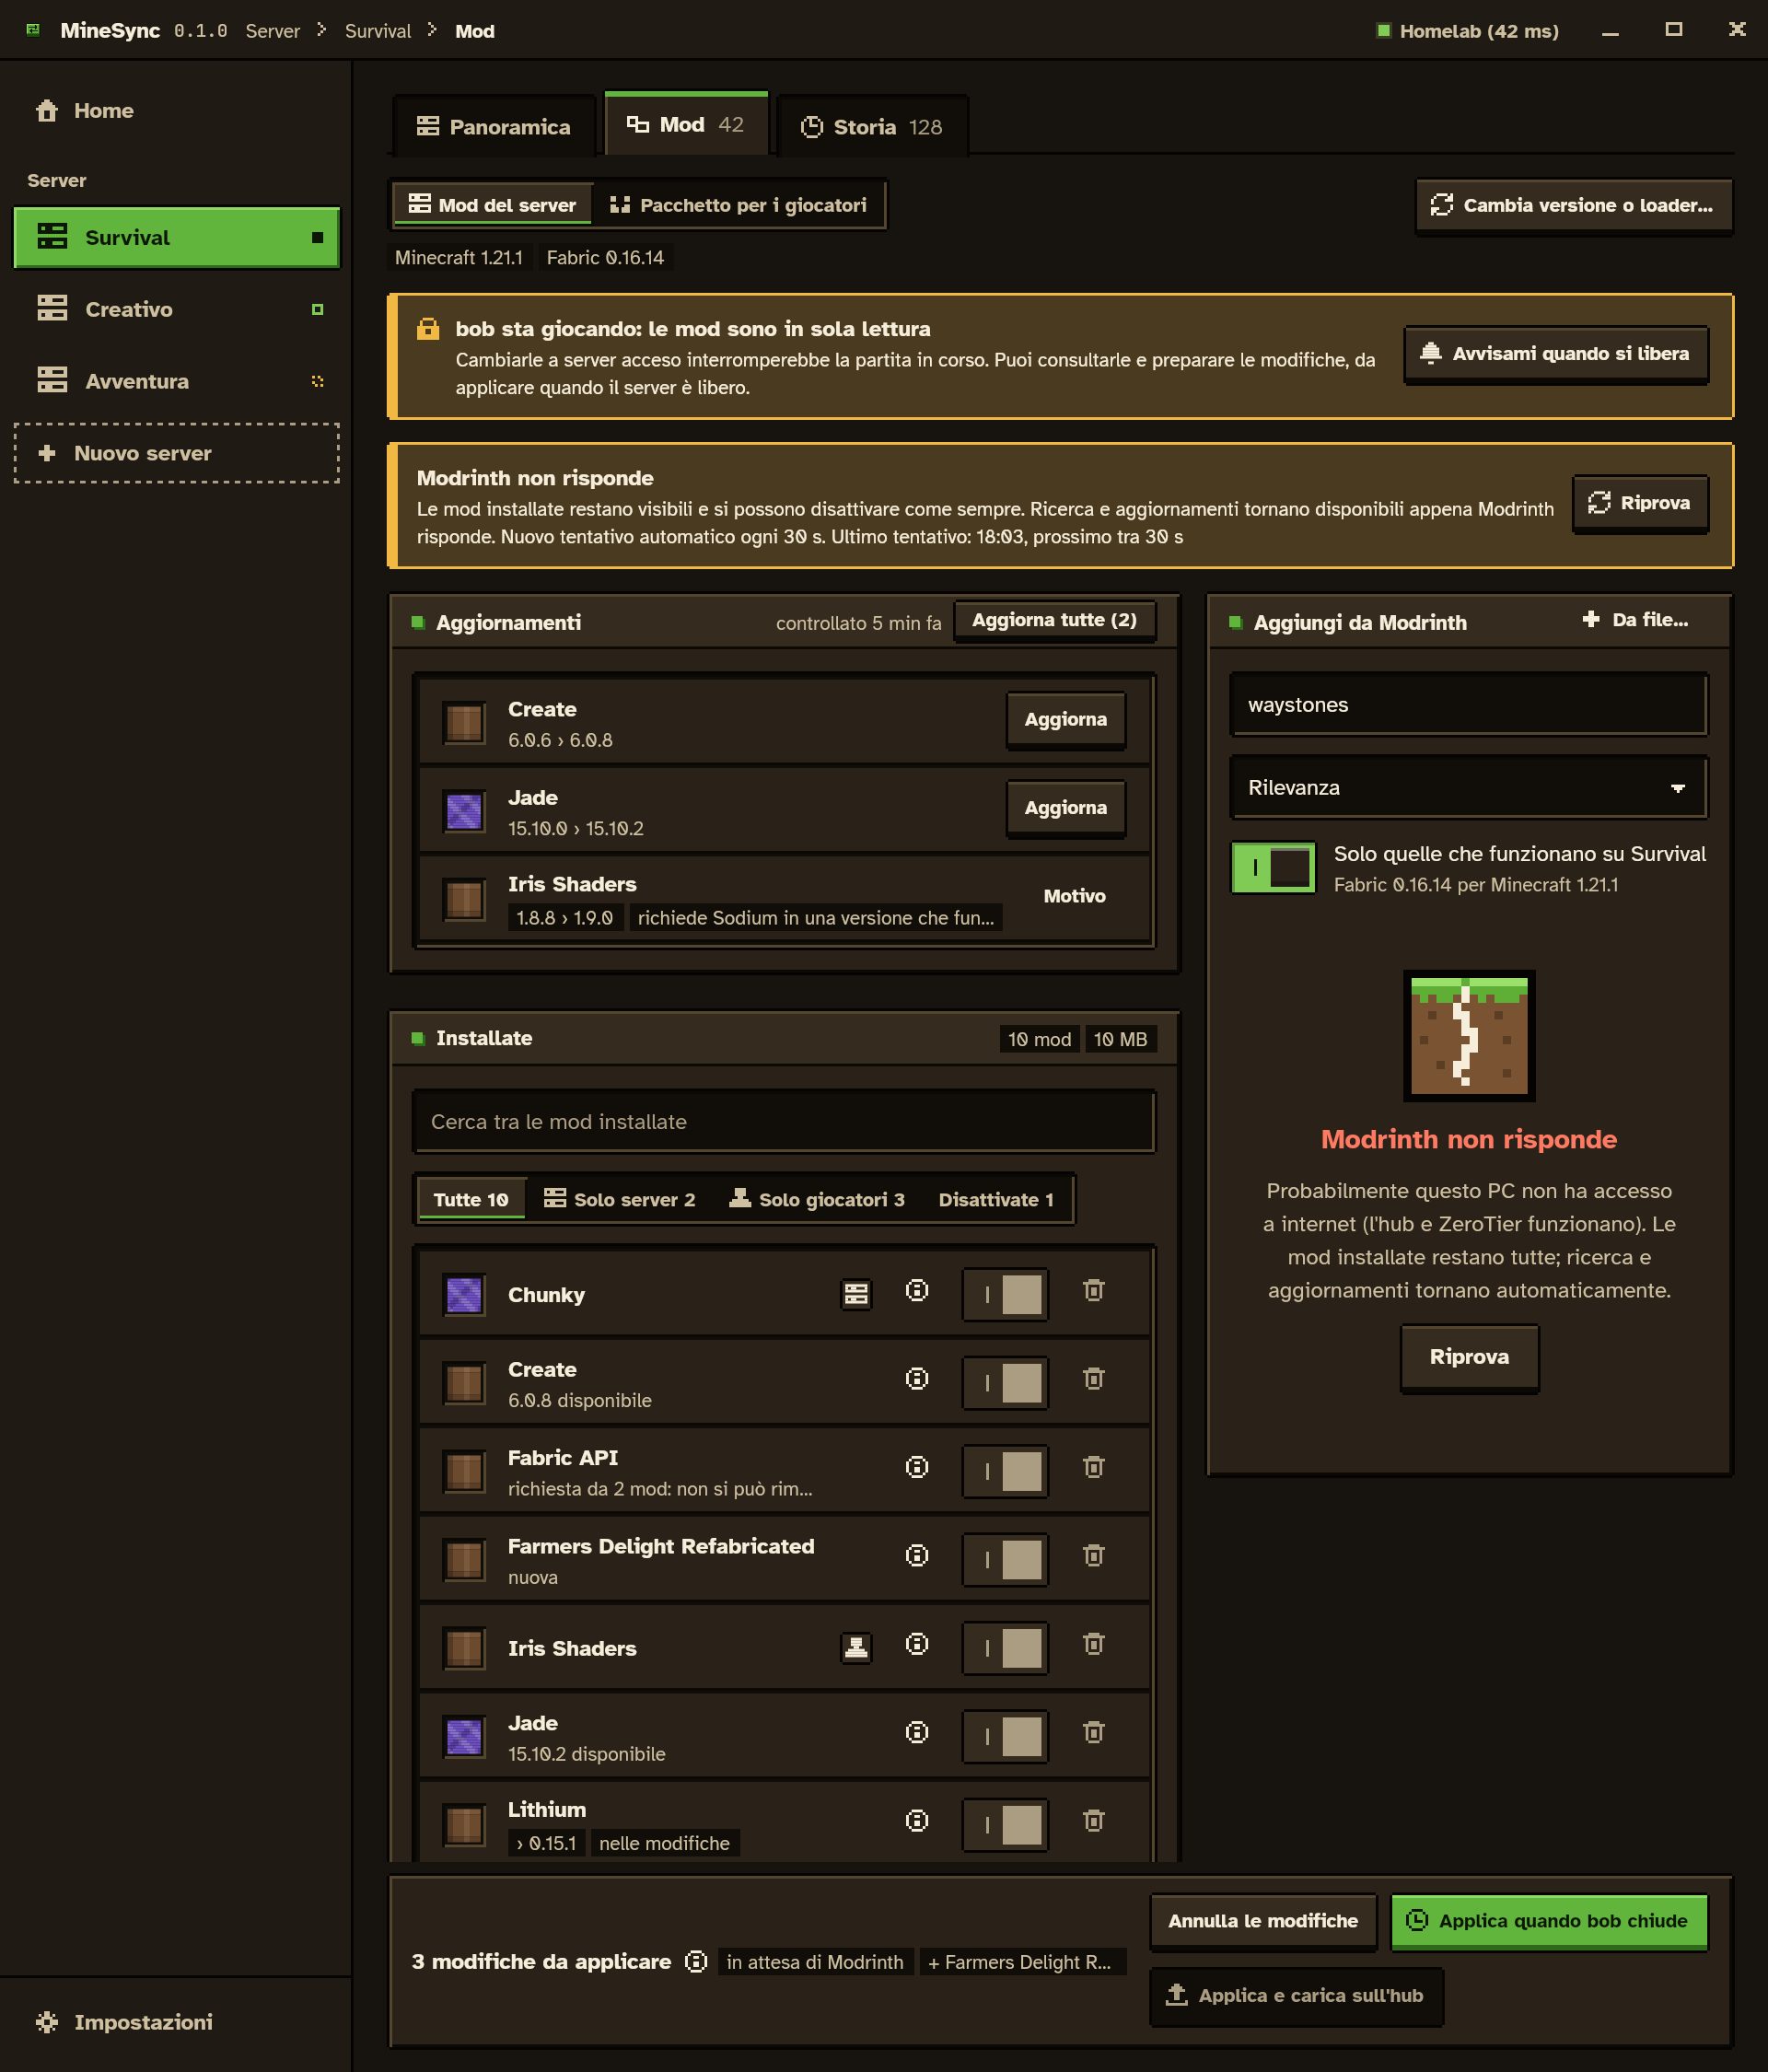 MineSync 0.1.0 Server Survival Mod
Homelab (42 ms)
Home
Server
Survival
Creativo
Avventura
Nuovo server
Impostazioni
Panoramica
Mod 42
Storia 128
Mod del server
Pacchetto per i giocatori
Cambia versione o loader...
Minecraft 1.21.1
Fabric 0.16.14
bob sta giocando: le mod sono in sola lettura
Cambiarle a server acceso interromperebbe la partita in corso. Puoi consultarle e preparare le modifiche, da
applicare quando il server è libero.
Avvisami quando si libera
Modrinth non risponde
Le mod installate restano visibili e si possono disattivare come sempre. Ricerca e aggiornamenti tornano disponibili appena Modrinth
risponde. Nuovo tentativo automatico ogni 30 s. Ultimo tentativo: 18:03, prossimo tra 30 s
Riprova
Aggiornamenti
controllato 5 min fa
Aggiorna tutte (2)
Create
6.0.6 › 6.0.8
Aggiorna
Jade
15.10.0 › 15.10.2
Aggiorna
Iris Shaders
1.8.8 › 1.9.0
richiede Sodium in una versione che fun...
Motivo
Installate
10 mod
10 MB
Cerca tra le mod installate
Tutte 10
Solo server 2
Solo giocatori 3
Disattivate 1
Chunky
Create
6.0.8 disponibile
Fabric API
richiesta da 2 mod: non si può rim...
Farmers Delight Refabricated
nuova
Iris Shaders
Jade
15.10.2 disponibile
Lithium
› 0.15.1
nelle modifiche
Aggiungi da Modrinth
Da file...
waystones
Rilevanza
Solo quelle che funzionano su Survival
Fabric 0.16.14 per Minecraft 1.21.1
Modrinth non risponde
Probabilmente questo PC non ha accesso
a internet (l'hub e ZeroTier funzionano). Le
mod installate restano tutte; ricerca e
aggiornamenti tornano automaticamente.
Riprova
3 modifiche da applicare
in attesa di Modrinth
+ Farmers Delight R...
Annulla le modifiche
Applica quando bob chiude
Applica e carica sull'hub